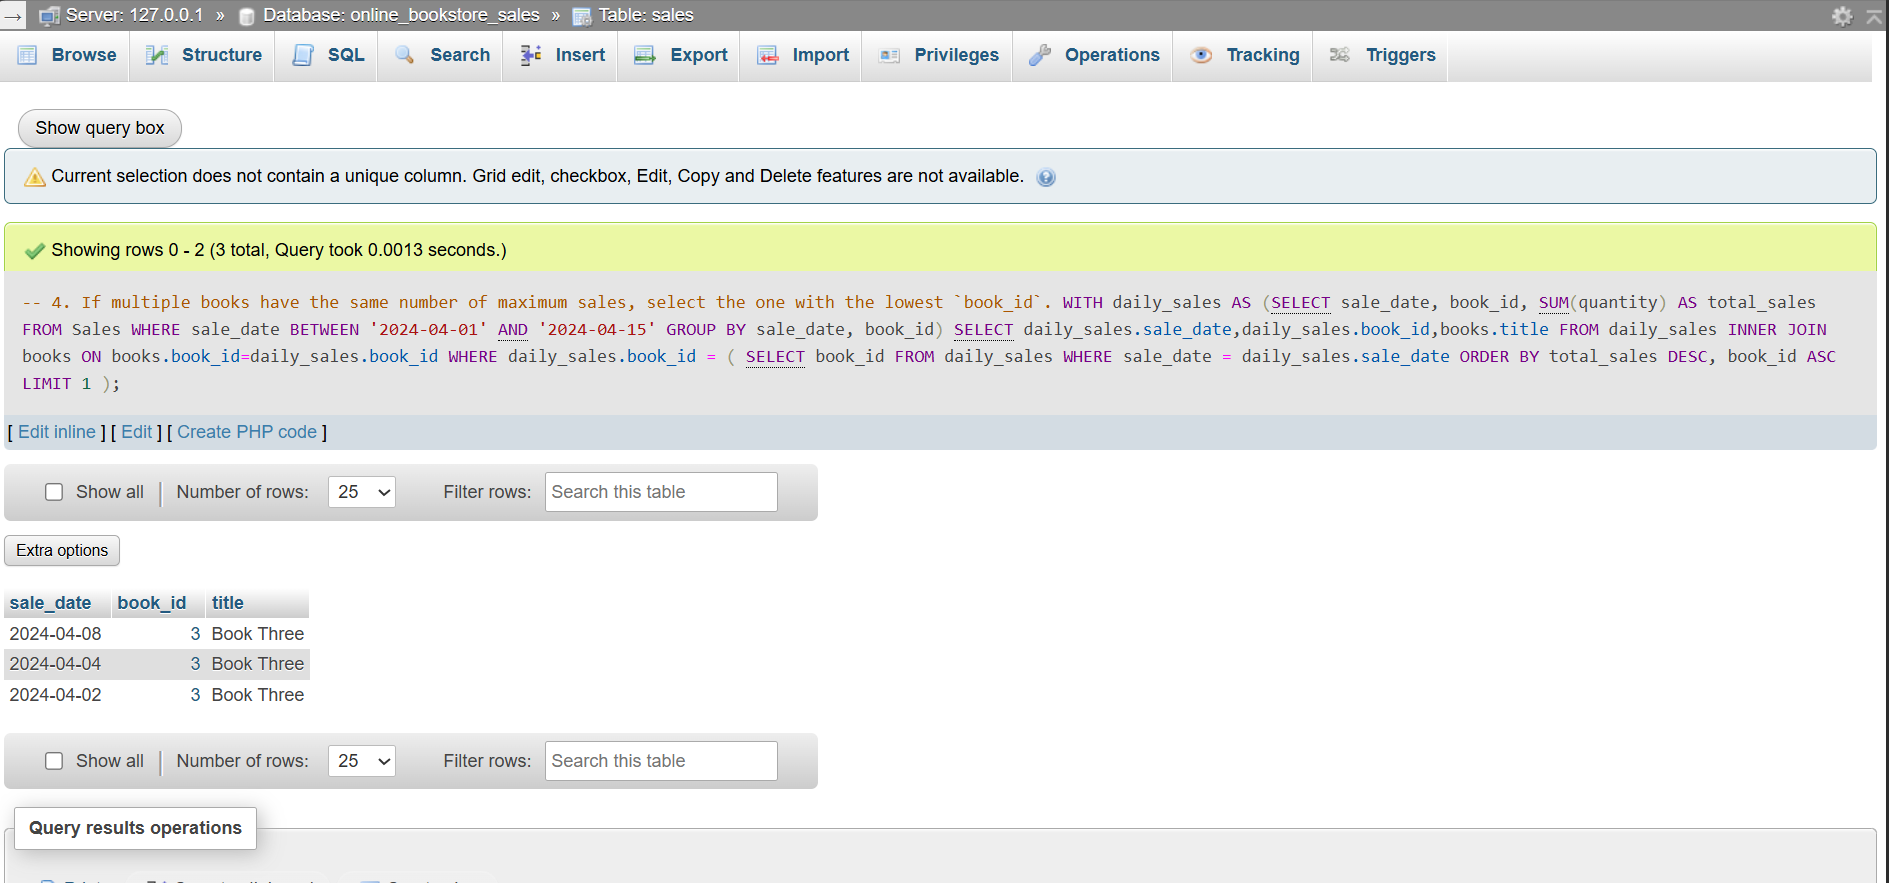 → Server: 127.0.0.1 » Database: online_bookstore_sales » Table: sales
Browse Structure SQL Search Insert Export Import Privileges Operations Tracking Triggers
Show query box
Current selection does not contain a unique column. Grid edit, checkbox, Edit, Copy and Delete features are not available.
Showing rows 0 - 2 (3 total, Query took 0.0013 seconds.)
-- 4. If multiple books have the same number of maximum sales, select the one with the lowest `book_id`. WITH daily_sales AS (SELECT sale_date, book_id, SUM(quantity) AS total_sales
FROM Sales WHERE sale_date BETWEEN '2024-04-01' AND '2024-04-15' GROUP BY sale_date, book_id) SELECT daily_sales.sale_date,daily_sales.book_id,books.title FROM daily_sales INNER JOIN
books ON books.book_id=daily_sales.book_id WHERE daily_sales.book_id = ( SELECT book_id FROM daily_sales WHERE sale_date = daily_sales.sale_date ORDER BY total_sales DESC, book_id ASC
LIMIT 1 );
[ Edit inline ] [ Edit ] [ Create PHP code ]
Show all | Number of rows: 25 Filter rows: Search this table
Extra options
sale_date book_id title
2024-04-08 3 Book Three
2024-04-04 3 Book Three
2024-04-02 3 Book Three
Show all | Number of rows: 25 Filter rows: Search this table
Query results operations